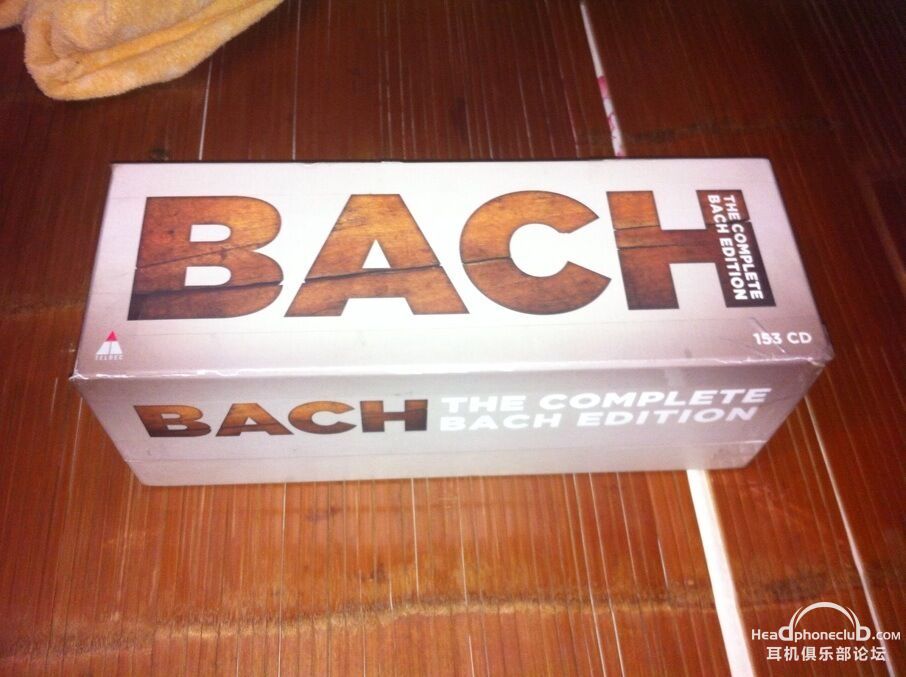 BACH
THE COMPLETE
BACH EDITION
TELDEC
153 CD
BACH
THE COMPLETE
BACH EDITION
Headphoneclub.com
耳机俱乐部论坛